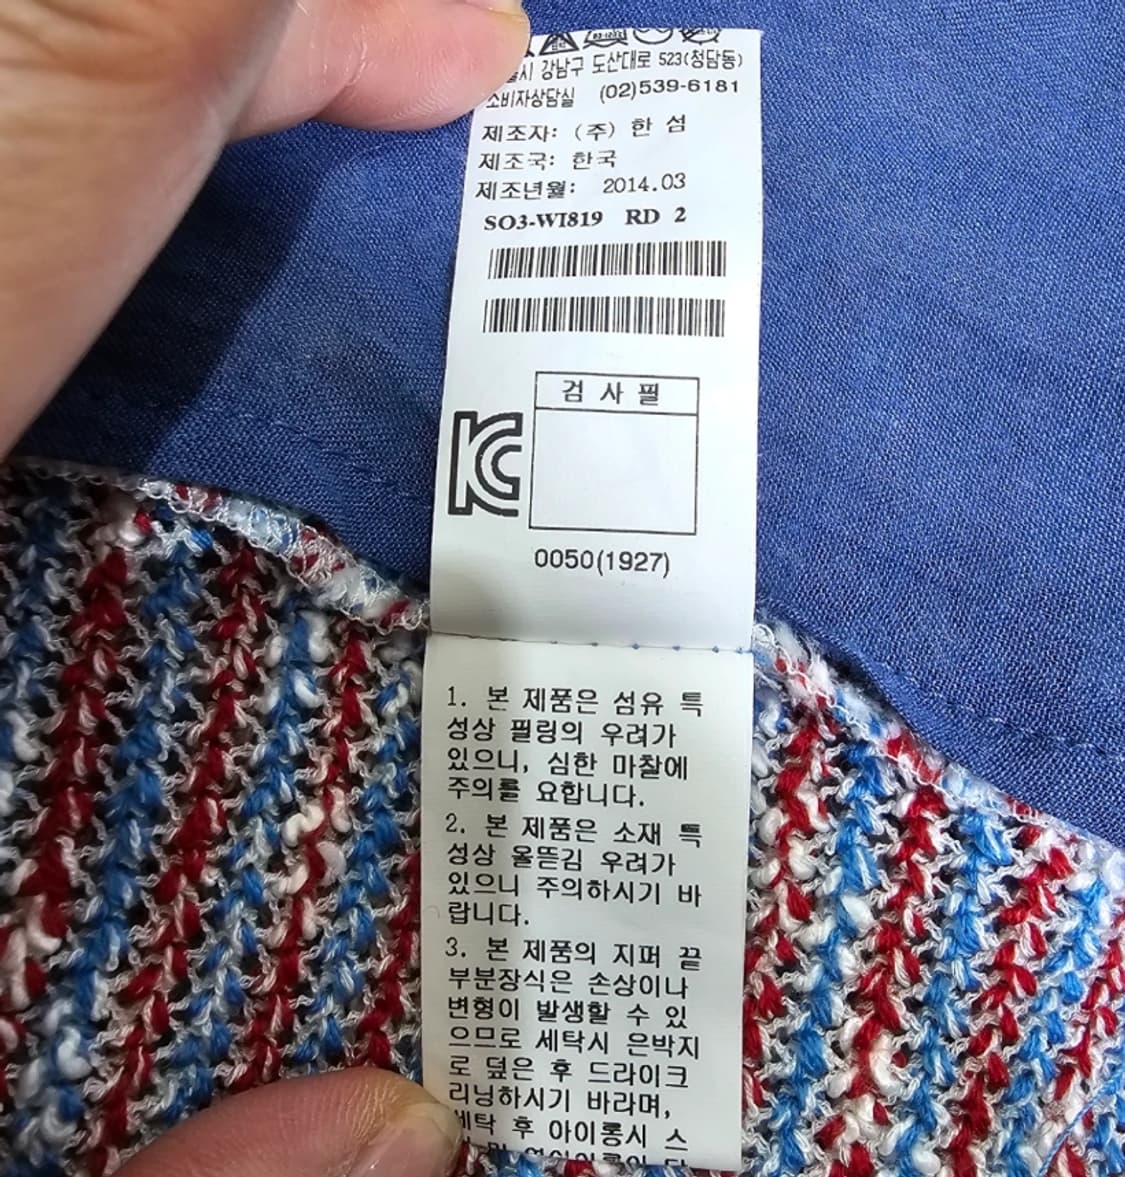 강남구 도산대로 523(청담동)
소비자상담실 (02)539-6181
제조자: (주) 한 섬
제조국: 한국
제조년월: 2014.03
SO3-WI819 RD 2
검 사 필
KC
0050(1927)
1. 본 제품은 섬유 특
성상 필링의 우려가
있으니, 심한 마찰에
주의를 요합니다.
2. 본 제품은 소재 특
성상 올뜯김 우려가
있으니 주의하시기 바
랍니다.
3. 본 제품의 지퍼 끝
부분장식은 손상이나
변형이 발생할 수 있
으므로 세탁시 은박지
로 덮은 후 드라이크
리닝하시기 바라며,
세탁 후 아이롱시 스